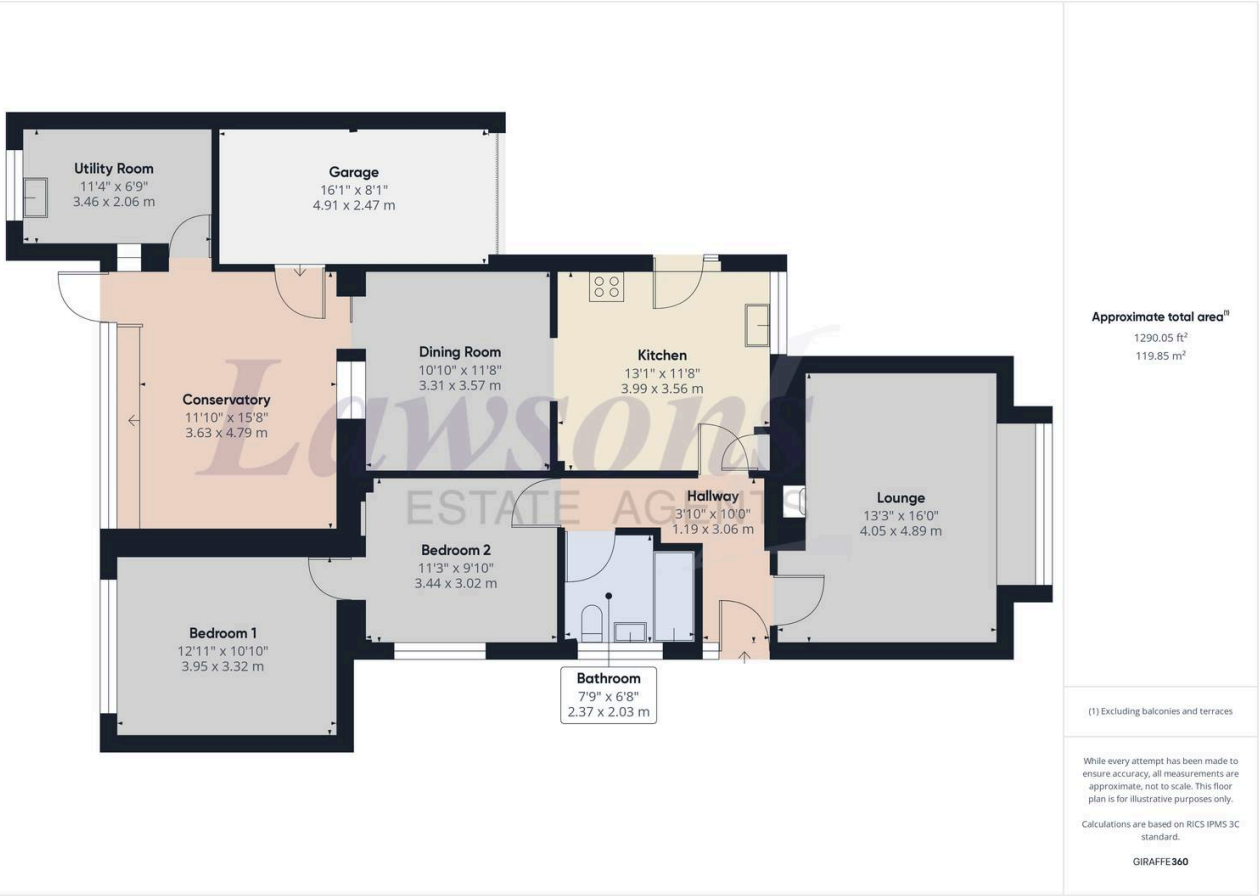 Utility Room
11'4" x 6'9"
3.46 x 2.06 m
Garage
16'1" x 8'1"
4.91 x 2.47 m
Conservatory
11'10" x 15'8"
3.63 x 4.79 m
Dining Room
10'10" x 11'8"
3.31 x 3.57 m
Kitchen
13'1" x 11'8"
3.99 x 3.56 m
Lawsons
ESTATE AGENTS
Hallway
3'10" x 10'0"
1.19 x 3.06 m
Lounge
13'3" x 16'0"
4.05 x 4.89 m
Bedroom 2
11'3" x 9'10"
3.44 x 3.02 m
Bedroom 1
12'11" x 10'10"
3.95 x 3.32 m
Bathroom
7'9" x 6'8"
2.37 x 2.03 m
Approximate total area(1)
1290.05 ft²
119.85 m²
(1) Excluding balconies and terraces
While every attempt has been made to
ensure accuracy, all measurements are
approximate, not to scale. This floor
plan is for illustrative purposes only.
Calculations are based on RICS IPMS 3C
standard.
GIRAFFE360